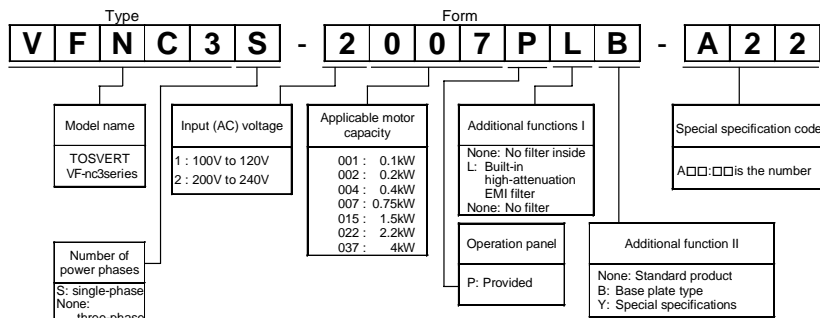 Type
Form
V F N C 3 S - 2 0 0 7 P L B - A 2 2
Model name
TOSVERT
VF-nc3series
Number of
power phases
S: single-phase
None:
three-phase
Input (AC) voltage
1 : 100V to 120V
2 : 200V to 240V
Applicable motor
capacity
001 : 0.1kW
002 : 0.2kW
004 : 0.4kW
007 : 0.75kW
015 : 1.5kW
022 : 2.2kW
037 : 4kW
Additional functions I
None: No filter inside
L: Built-in
high-attenuation
EMI filter
None: No filter
Operation panel
P: Provided
Additional function II
None: Standard product
B: Base plate type
Y: Special specifications
Special specification code
A□□:□□is the number